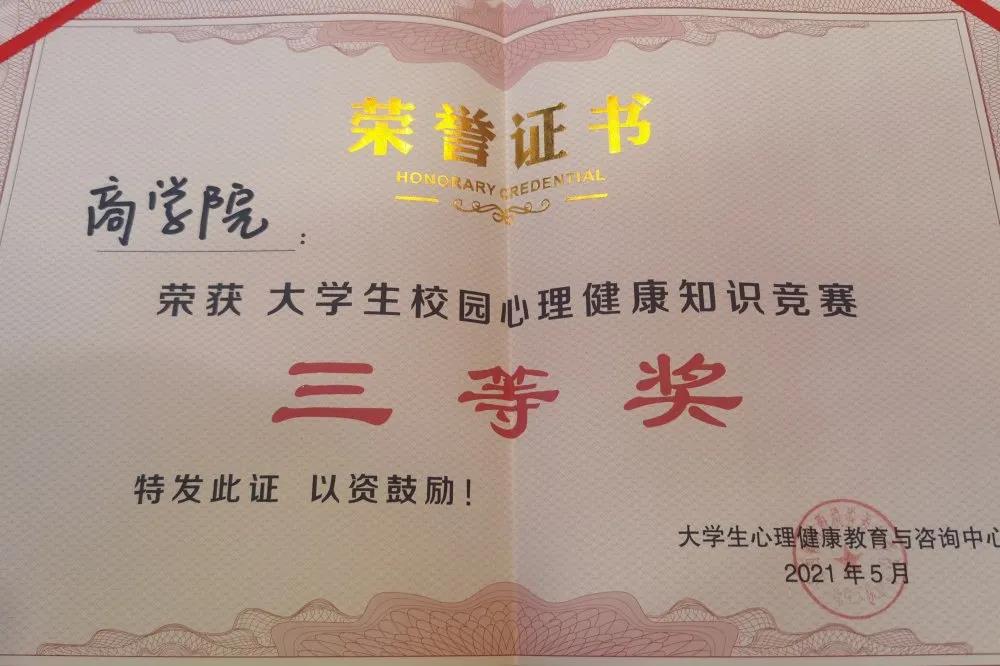 荣誉证书
HONORARY CREDENTIAL
商学院：
荣获 大学生校园心理健康知识竞赛
三等奖
特发此证 以资鼓励！
大学生心理健康教育与咨询中心
2021年5月